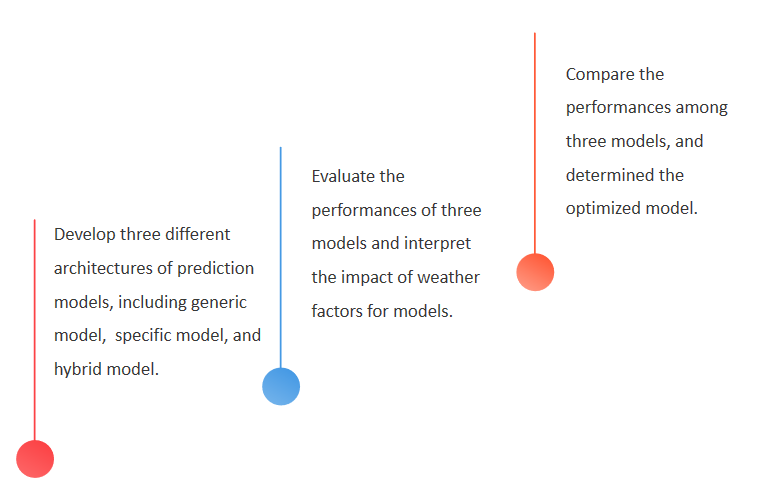 Develop three different
architectures of prediction
models, including generic
model,  specific model, and
hybrid model.
Evaluate the
performances of three
models and interpret
the impact of weather
factors for models.
Compare the
performances among
three models, and
determined the
optimized model.